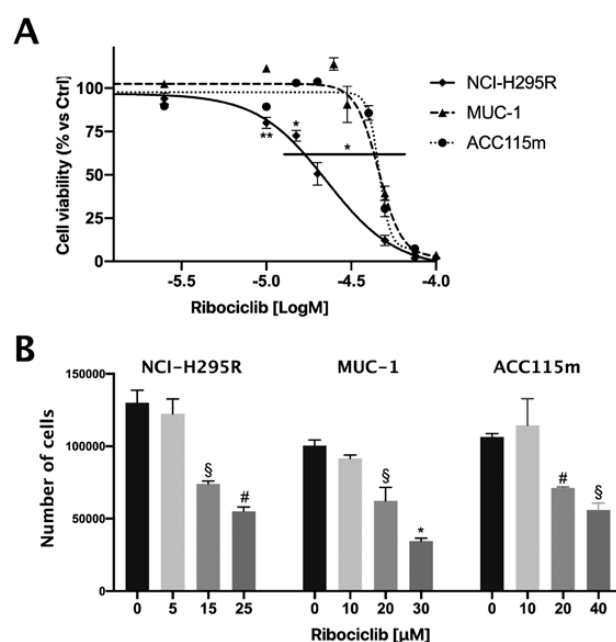 A
Cell viability (% vs Ctrl)
100
75
50
25
0
** * *
-5.5 -5.0 -4.5 -4.0
Ribociclib [LogM]
NCI-H295R
MUC-1
ACC115m
B
NCI-H295R MUC-1 ACC115m
Number of cells
150000
100000
50000
0
§ # § * # §
0 5 15 25 0 10 20 30 0 10 20 40
Ribociclib [µM]